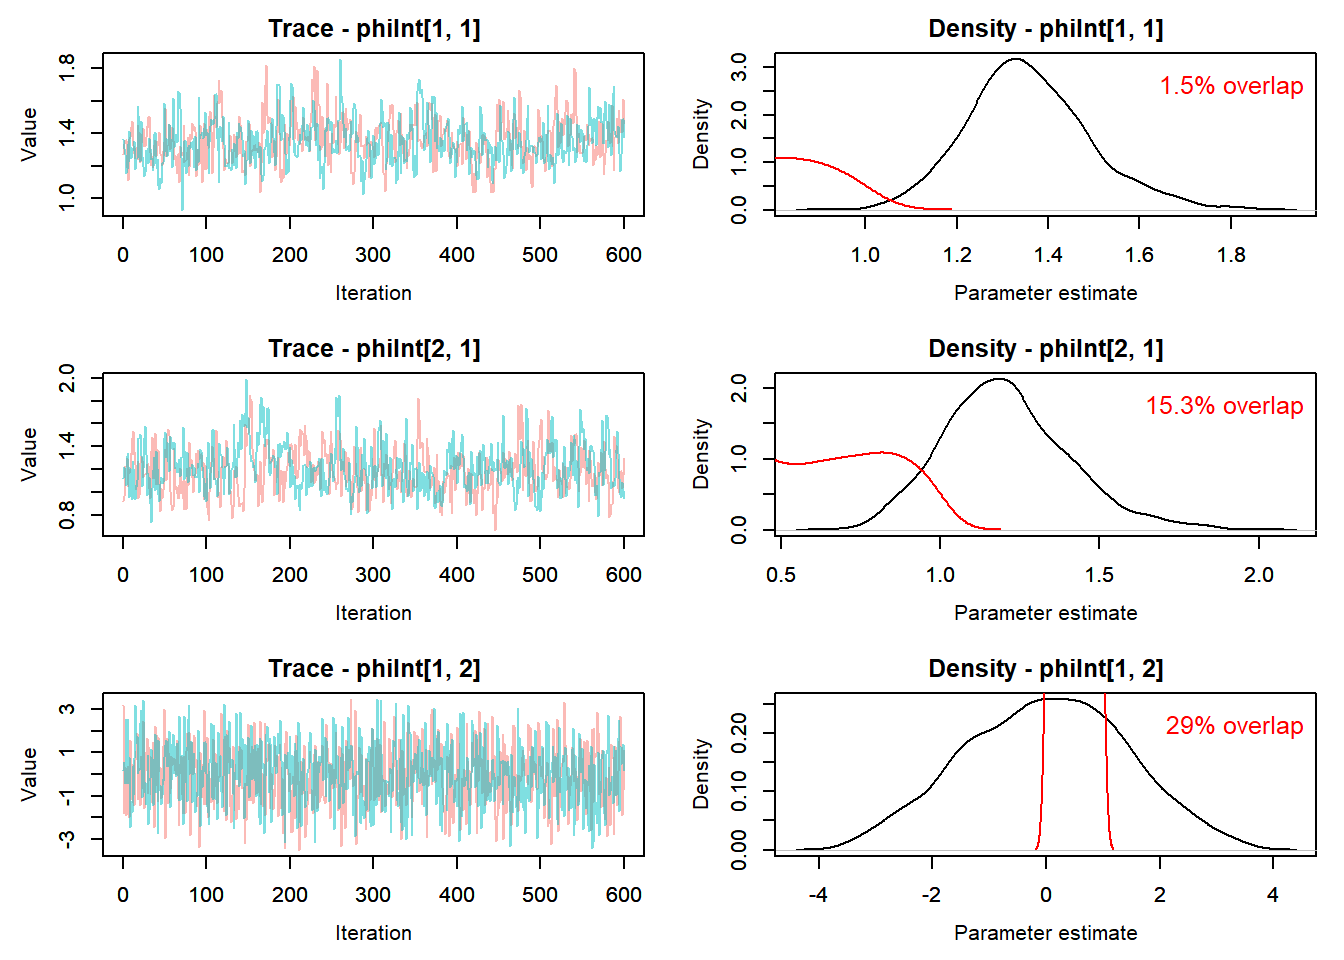 Trace - phiInt[1, 1]
Value
1.0 1.4 1.8
0 100 200 300 400 500 600
Iteration
Density - phiInt[1, 1]
1.5% overlap
Density
0.0 1.0 2.0 3.0
1.0 1.2 1.4 1.6 1.8
Parameter estimate
Trace - phiInt[2, 1]
Value
0.8 1.4 2.0
0 100 200 300 400 500 600
Iteration
Density - phiInt[2, 1]
15.3% overlap
Density
0.0 1.0 2.0
0.5 1.0 1.5 2.0
Parameter estimate
Trace - phiInt[1, 2]
Value
-3 -1 1 3
0 100 200 300 400 500 600
Iteration
Density - phiInt[1, 2]
29% overlap
Density
0.00 0.10 0.20
-4 -2 0 2 4
Parameter estimate